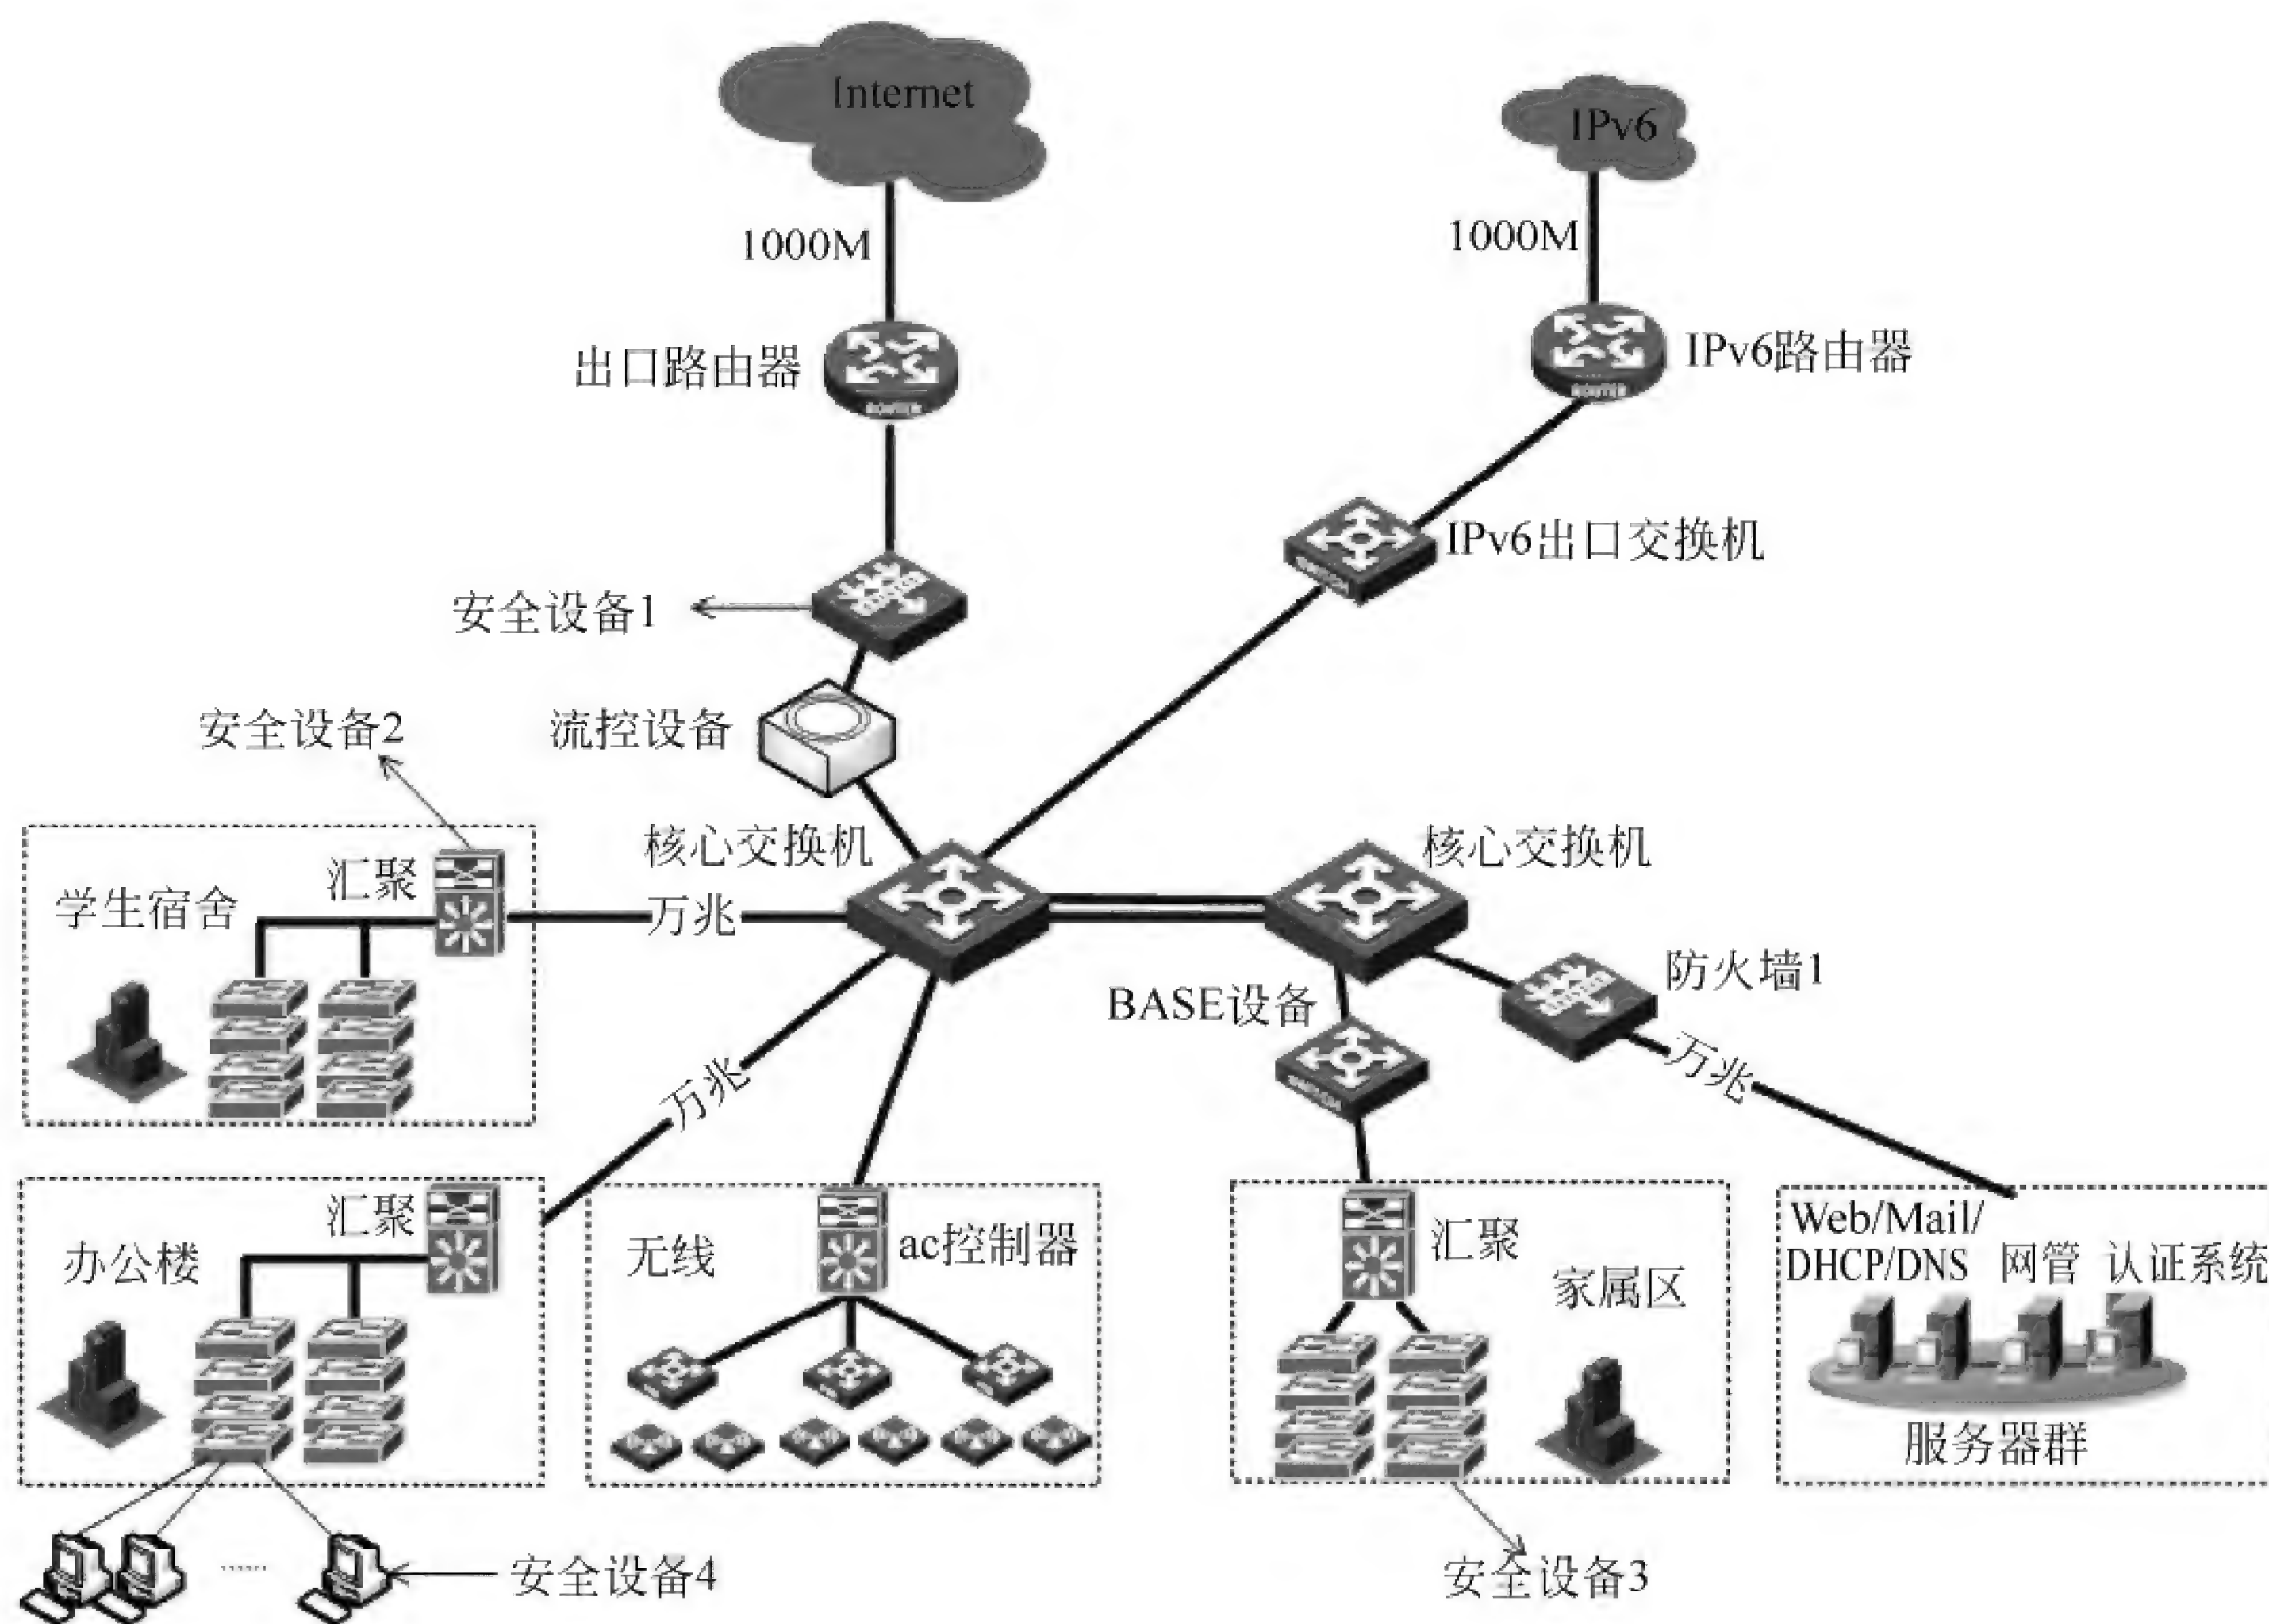 Internet
IPv6
1000M
1000M
出口路由器
IPv6路由器
ROUTER
IPv6出口交换机
安全设备1
安全设备2
流控设备
核心交换机
核心交换机
汇聚
学生宿舍
万兆
防火墙1
BASE设备
万兆
万兆
汇聚
办公楼
无线
ac控制器
汇聚
家属区
Web/Mail/
DHCP/DNS 网管 认证系统
服务器群
……
安全设备4
安全设备3